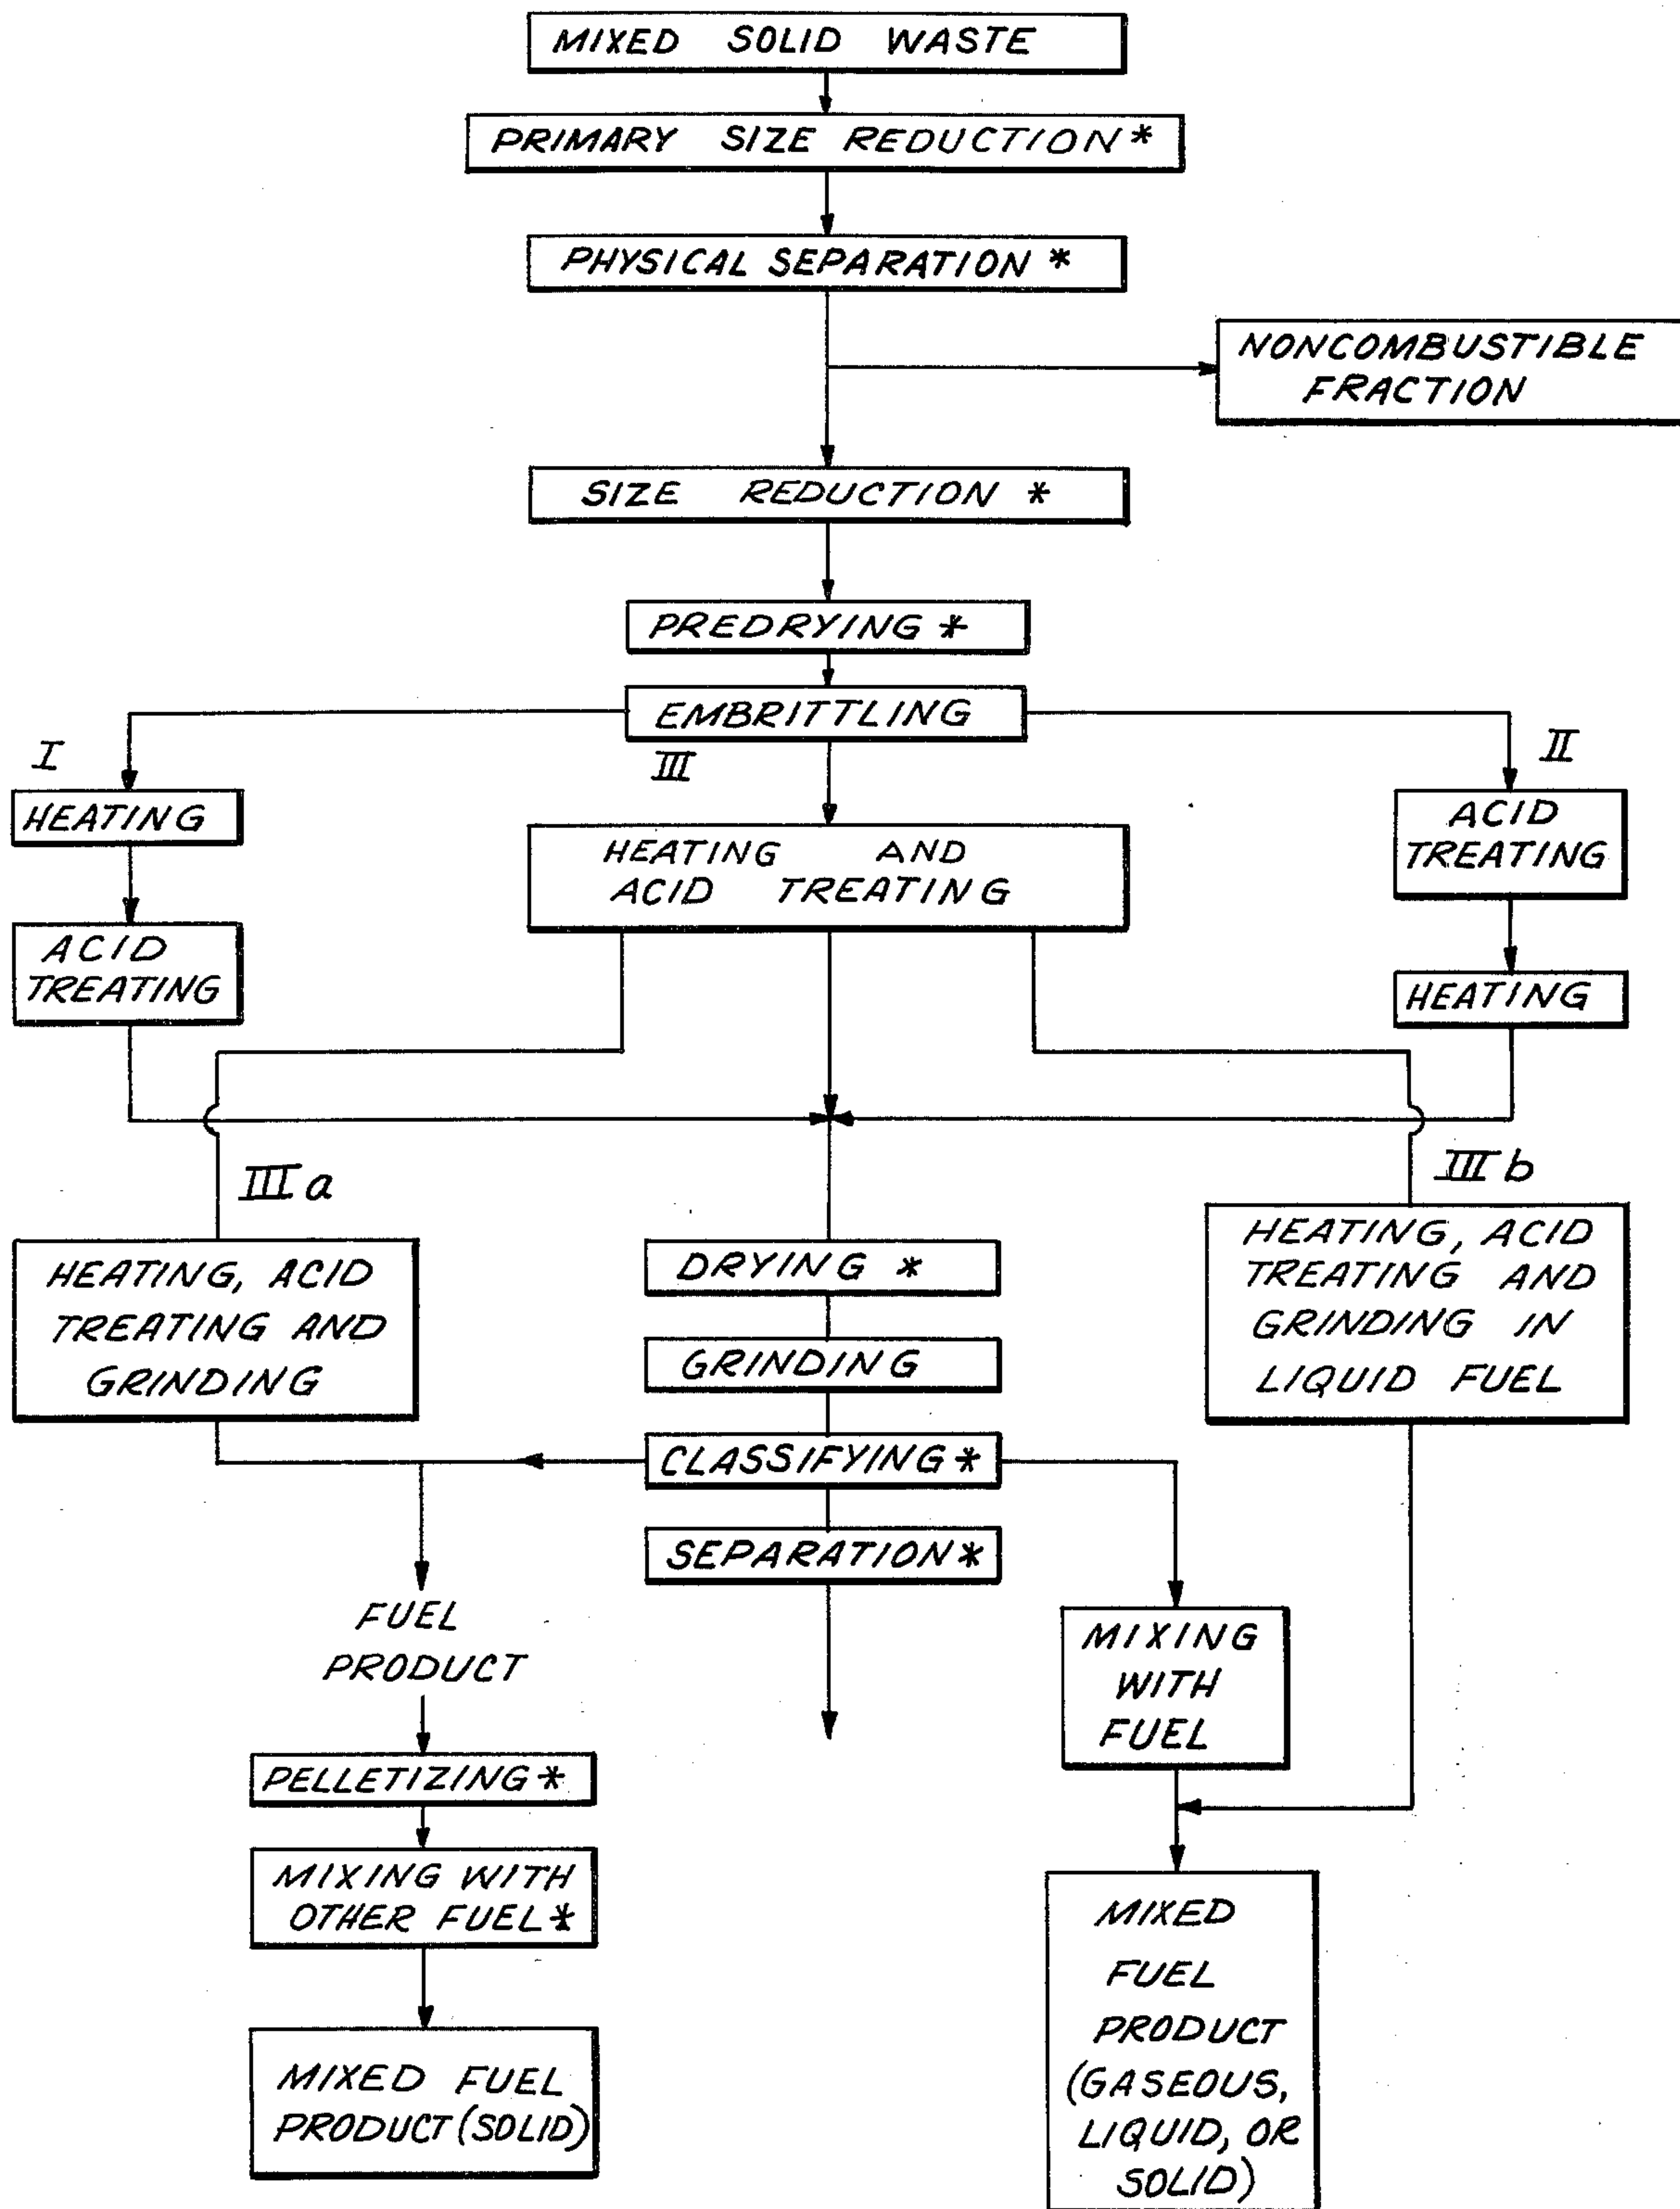 MIXED SOLID WASTE
PRIMARY SIZE REDUCTION *
PHYSICAL SEPARATION *
NONCOMBUSTIBLE
FRACTION
SIZE REDUCTION *
PREDRYING *
EMBRITTLING
I
III
II
HEATING
ACID
TREATING
HEATING AND
ACID TREATING
ACID
TREATING
HEATING
III a
III b
HEATING, ACID
TREATING AND
GRINDING
DRYING *
GRINDING
CLASSIFYING *
SEPARATION *
HEATING, ACID
TREATING AND
GRINDING IN
LIQUID FUEL
FUEL
PRODUCT
PELLETIZING *
MIXING WITH
OTHER FUEL *
MIXED FUEL
PRODUCT (SOLID)
MIXING
WITH
FUEL
MIXED
FUEL
PRODUCT
(GASEOUS,
LIQUID, OR
SOLID)